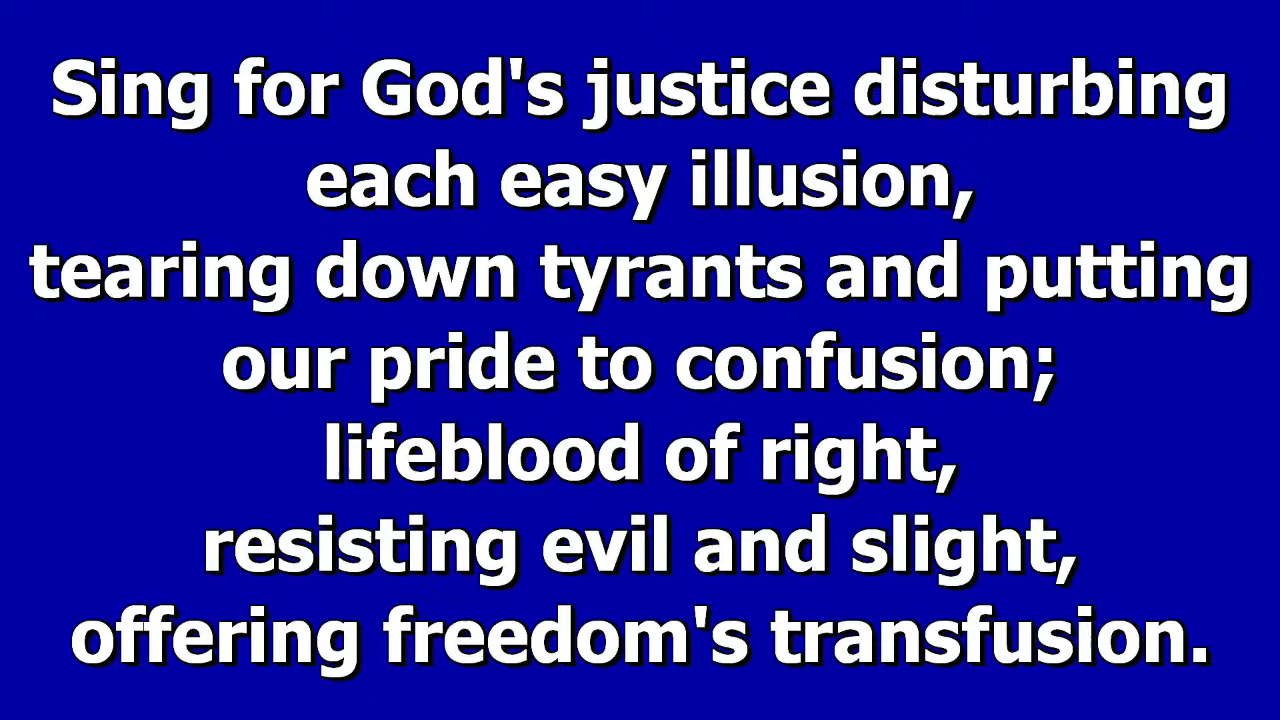 Sing for God's justice disturbing
each easy illusion,
tearing down tyrants and putting
our pride to confusion;
lifeblood of right,
resisting evil and slight,
offering freedom's transfusion.